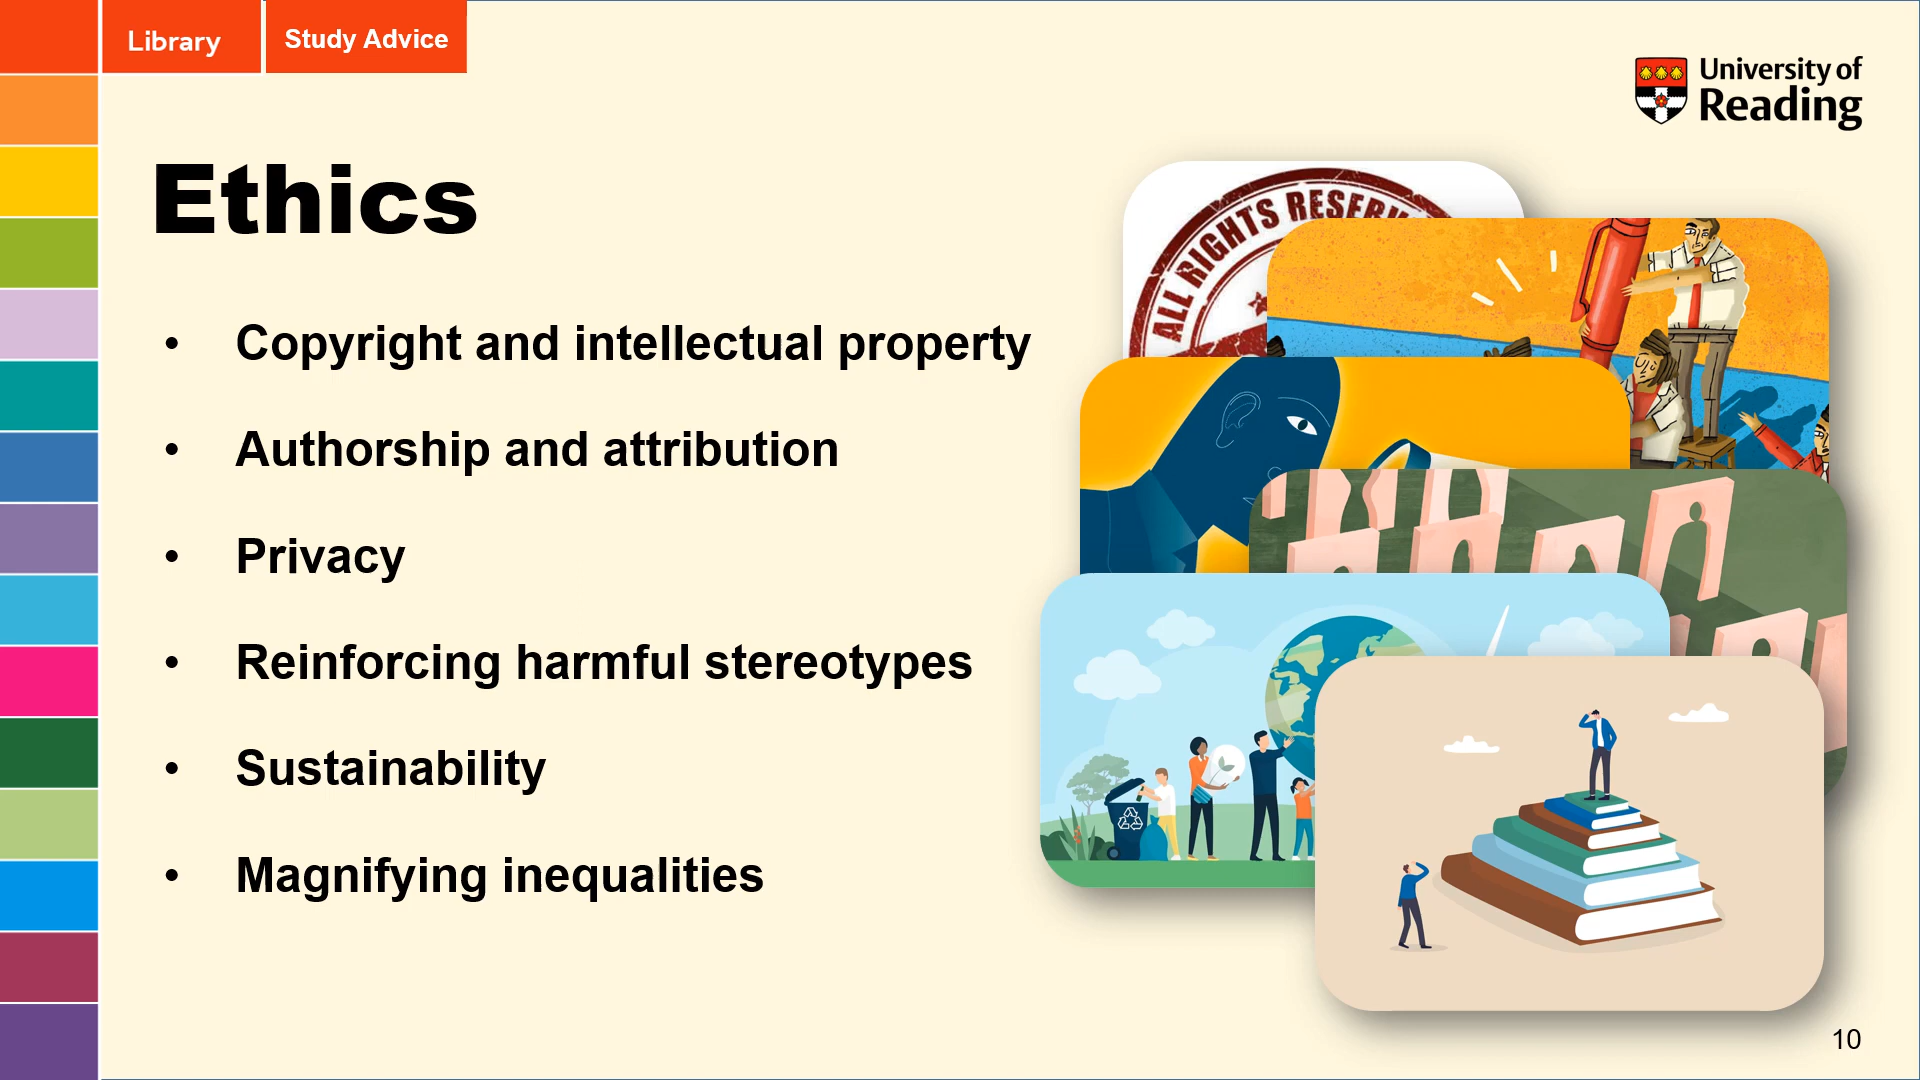 Library
Study Advice
University of
Reading
Ethics
ALL RIGHTS
• Copyright and intellectual property
• Authorship and attribution
• Privacy
• Reinforcing harmful stereotypes
• Sustainability
• Magnifying inequalities
10